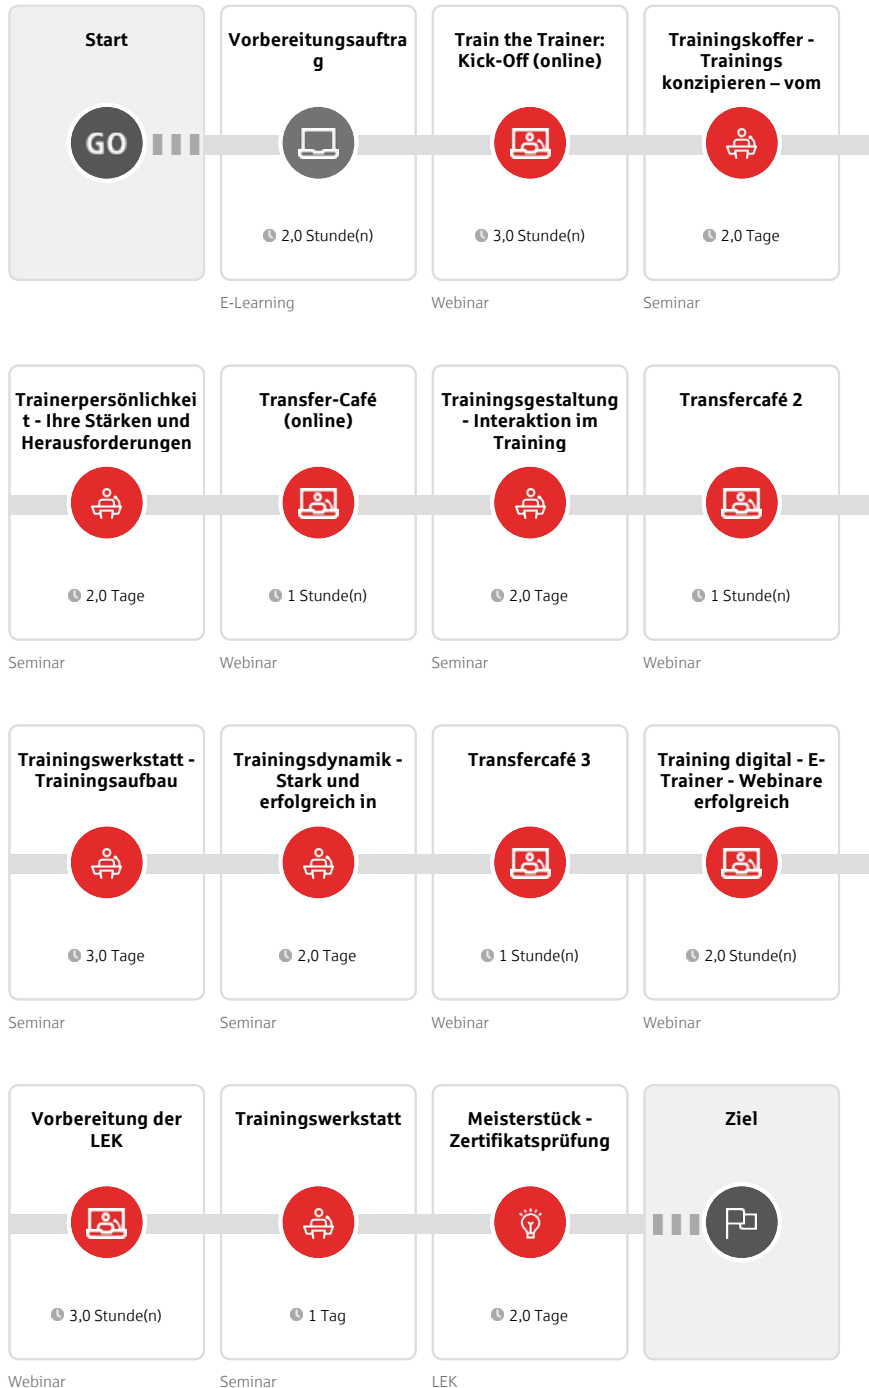 Start
GO
Vorbereitungsauftra
g
2,0 Stunde(n)
E-Learning
Train the Trainer:
Kick-Off (online)
3,0 Stunde(n)
Webinar
Trainingskoffer -
Trainings
konzipieren – vom
2,0 Tage
Seminar
Trainerpersönlichkei
t - Ihre Stärken und
Herausforderungen
2,0 Tage
Seminar
Transfer-Café
(online)
1 Stunde(n)
Webinar
Trainingsgestaltung
- Interaktion im
Training
2,0 Tage
Seminar
Transfercafé 2
1 Stunde(n)
Webinar
Trainingswerkstatt -
Trainingsaufbau
3,0 Tage
Seminar
Trainingsdynamik -
Stark und
erfolgreich in
2,0 Tage
Seminar
Transfercafé 3
1 Stunde(n)
Webinar
Training digital - E-
Trainer - Webinare
erfolgreich
2,0 Stunde(n)
Webinar
Vorbereitung der
LEK
3,0 Stunde(n)
Webinar
Trainingswerkstatt
1 Tag
Seminar
Meisterstück -
Zertifikatsprüfung
2,0 Tage
LEK
Ziel